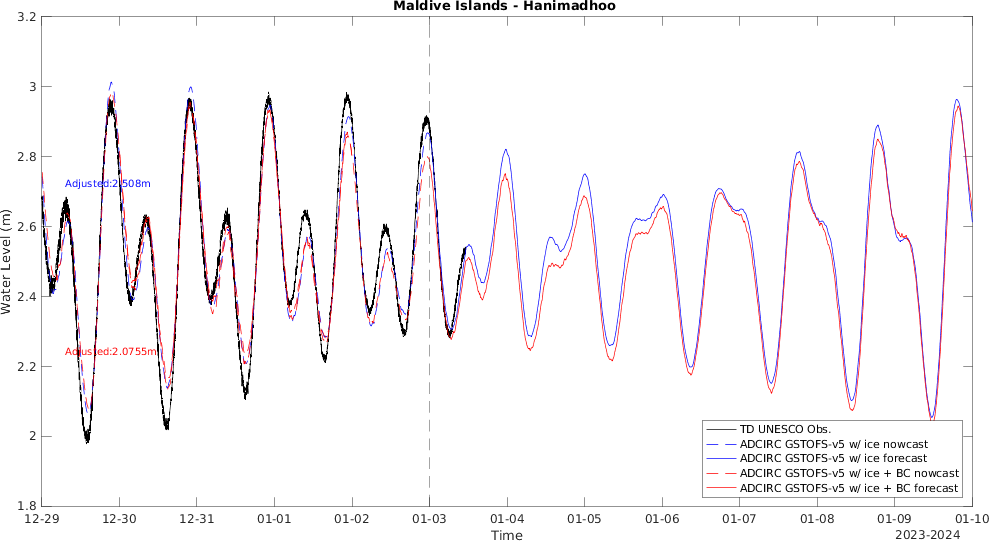 Maldive Islands - Hanimadhoo
3.2
3
2.8
2.6
2.4
2.2
2
1.8
Water Level (m)
Adjusted:2.508m
Adjusted:2.0755m
TD UNESCO Obs.
ADCIRC GSTOFS-v5 w/ ice nowcast
ADCIRC GSTOFS-v5 w/ ice forecast
ADCIRC GSTOFS-v5 w/ ice + BC nowcast
ADCIRC GSTOFS-v5 w/ ice + BC forecast
12-29 12-30 12-31 01-01 01-02 01-03 01-04 01-05 01-06 01-07 01-08 01-09 01-10
Time
2023-2024